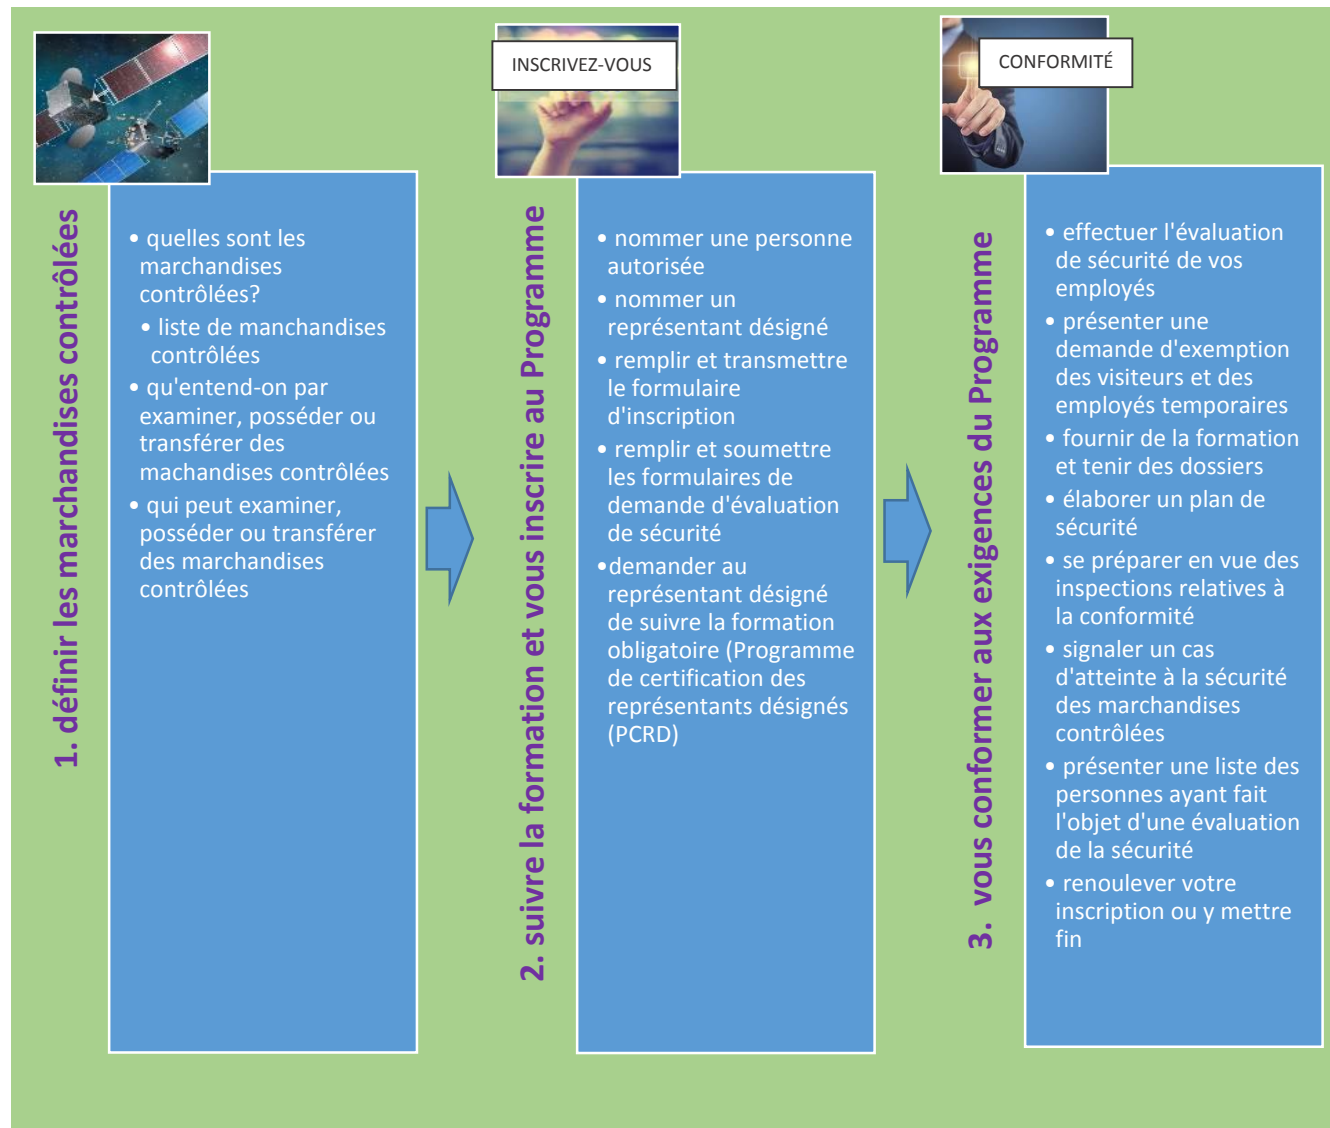 1. définir les marchandises contrôlées
• quelles sont les
marchandises
contrôlées?
• liste de manchandises
contrôlées
• qu'entend-on par
examiner, posséder ou
transférer des
machandises contrôlées
• qui peut examiner,
posséder ou transférer
des marchandises
contrôlées
INSCRIVEZ-VOUS
2. suivre la formation et vous inscrire au Programme
• nommer une personne
autorisée
• nommer un
représentant désigné
• remplir et transmettre
le formulaire
d'inscription
• remplir et soumettre
les formulaires de
demande d'évaluation
de sécurité
•demander au
représentant désigné
de suivre la formation
obligatoire (Programme
de certification des
représentants désignés
(PCRD)
CONFORMITÉ
3. vous conformer aux exigences du Programme
• effectuer l'évaluation
de sécurité de vos
employés
• présenter une
demande d'exemption
des visiteurs et des
employés temporaires
• fournir de la formation
et tenir des dossiers
• élaborer un plan de
sécurité
• se préparer en vue des
inspections relatives à
la conformité
• signaler un cas
d'atteinte à la sécurité
des marchandises
contrôlées
• présenter une liste des
personnes ayant fait
l'objet d'une évaluation
de la sécurité
• renoulever votre
inscription ou y mettre
fin